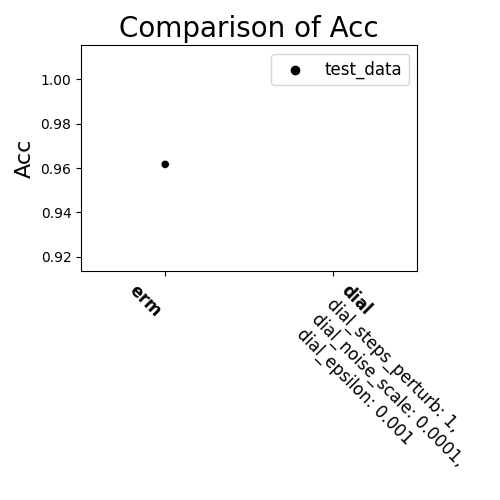 Comparison of Acc
test_data
Acc
1.00
0.98
0.96
0.94
0.92
erm
dial
dial_steps_perturb: 1,
dial_noise_scale: 0.0001,
dial_epsilon: 0.001